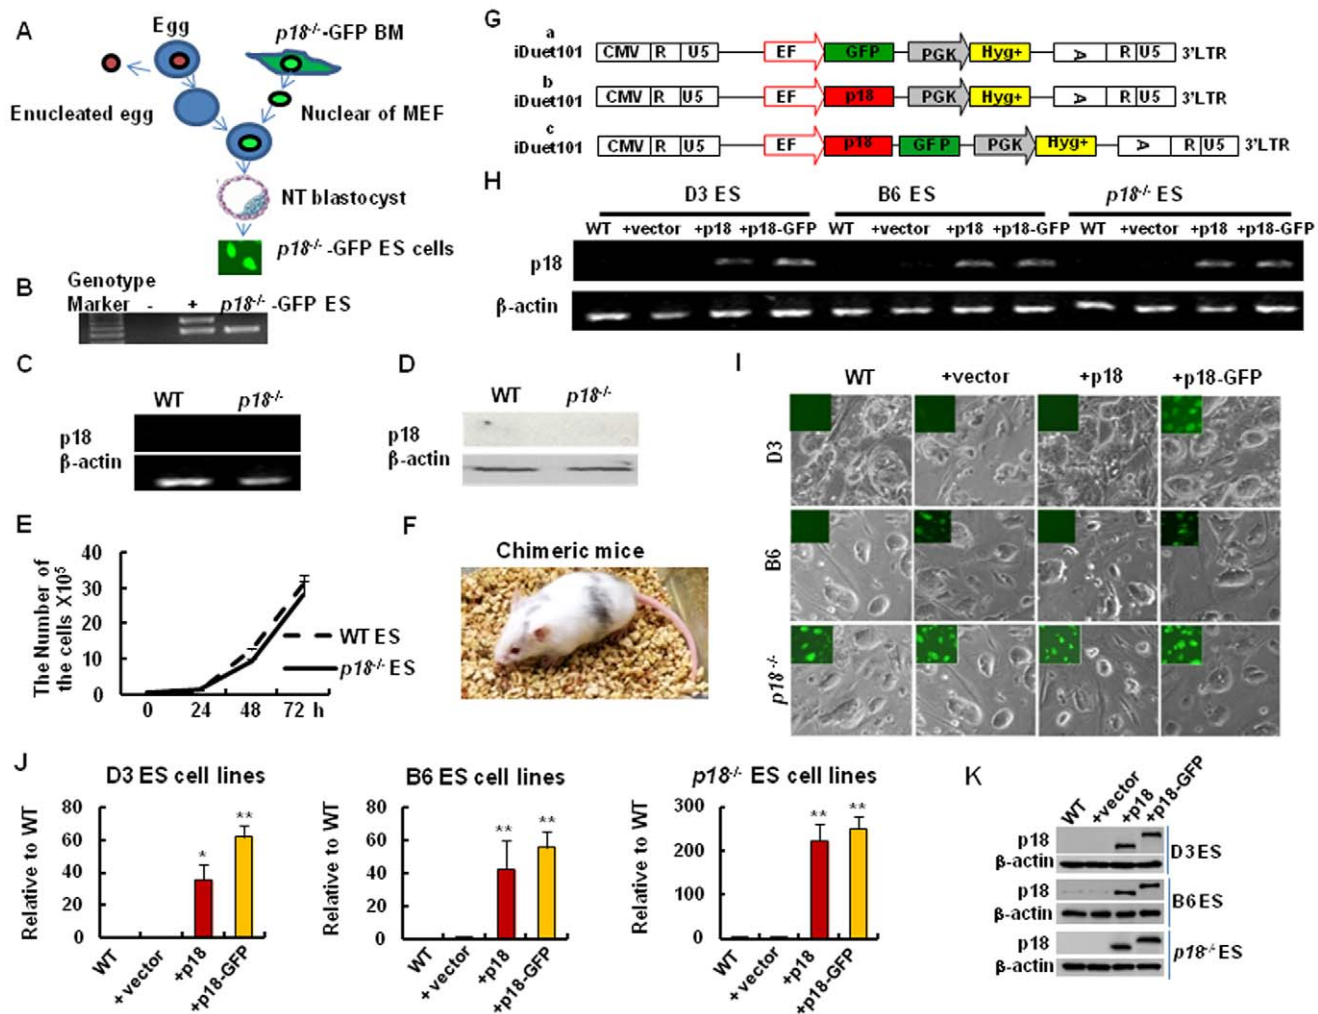 A
Egg
p18-/--GFP BM
Enucleated egg
Nuclear of MEF
NT blastocyst
p18-/- -GFP ES cells
B
Genotype
Marker - + p18-/- -GFP ES
C
WT p18-/-
p18
β-actin
D
WT p18-/-
p18
β-actin
E
The Number of
the cells X10⁵
40
30
20
10
0
0 24 48 72 h
WT ES
p18-/- ES
F
Chimeric mice
G
a
iDuet101 CMV R U5 EF GFP PGK Hyg+ A R U5 3'LTR
b
iDuet101 CMV R U5 EF p18 PGK Hyg+ A R U5 3'LTR
c
iDuet101 CMV R U5 EF p18 GFP PGK Hyg+ A R U5 3'LTR
H
D3 ES B6 ES p18-/- ES
WT +vector +p18 +p18-GFP WT +vector +p18 +p18-GFP WT +vector +p18 +p18-GFP
p18
β-actin
I
WT +vector +p18 +p18-GFP
D3
B6
p18-/-
J
D3 ES cell lines
Relative to WT
80
60
40
20
0
* **
WT +vector +p18 +p18-GFP
B6 ES cell lines
Relative to WT
80
60
40
20
0
** **
WT +vector +p18 +p18-GFP
p18-/- ES cell lines
Relative to WT
300
200
100
0
** **
WT +vector +p18 +p18-GFP
K
WT +vector +p18 +p18-GFP
p18
β-actin
D3 ES
p18
β-actin
B6 ES
p18
β-actin
p18-/- ES